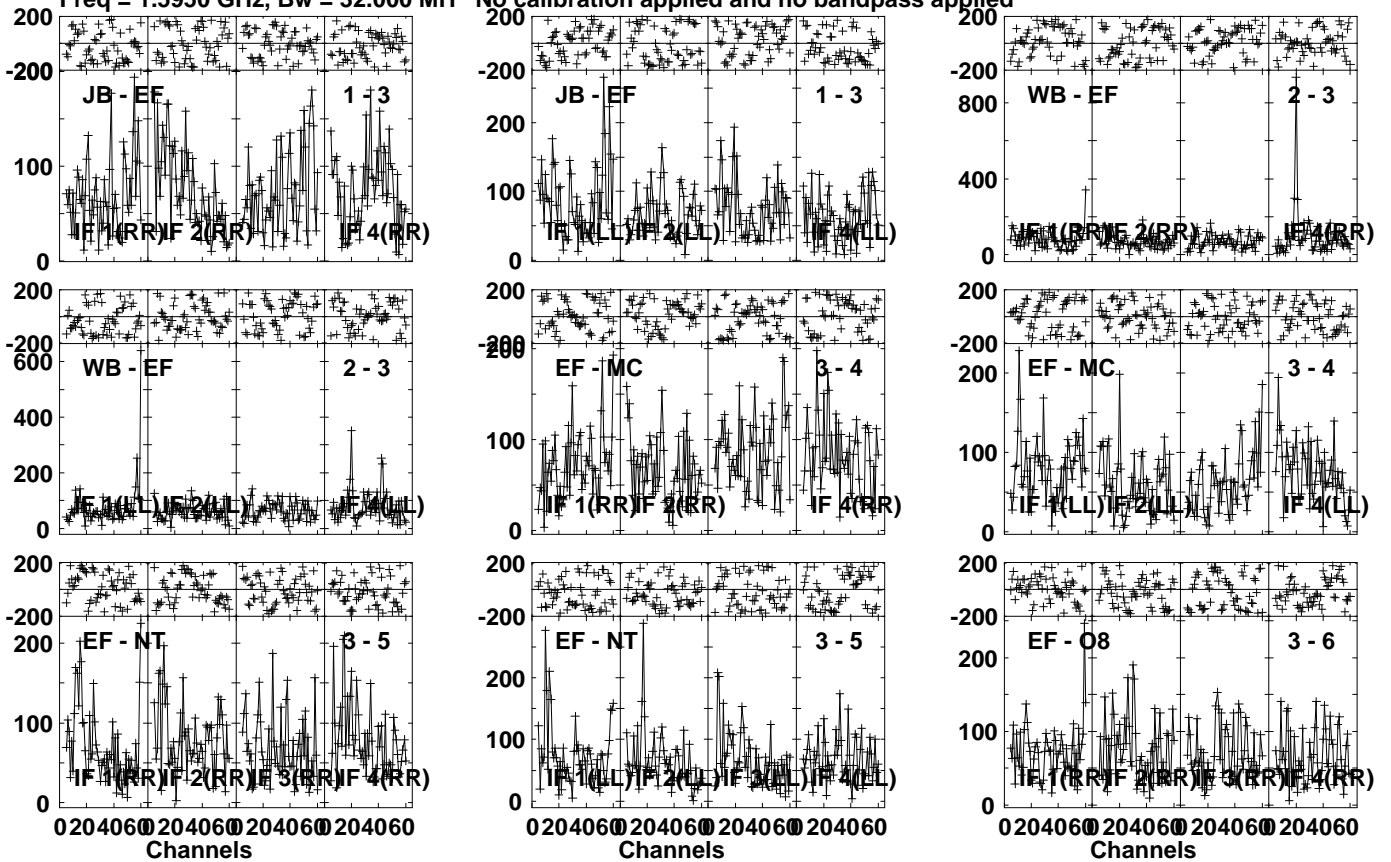 Freq = 1.5950 GHz, Bw = 32.000 MH No calibration applied and no bandpass applied
200
-200
200
100
0
JB - EF 1 - 3
IF 1(RR) IF 2(RR) IF 4(RR)
200
-200
200
100
0
JB - EF 1 - 3
IF 1(LL) IF 2(LL) IF 4(LL)
200
-200
800
400
0
WB - EF 2 - 3
IF 1(RR) IF 2(RR) IF 4(RR)
200
-200
600
400
200
0
WB - EF 2 - 3
IF 1(LL) IF 2(LL) IF 4(LL)
200
-200
200
100
0
EF - MC 3 - 4
IF 1(RR) IF 2(RR) IF 4(RR)
200
-200
200
100
0
EF - MC 3 - 4
IF 1(LL) IF 2(LL) IF 4(LL)
200
-200
200
100
0
EF - NT 3 - 5
IF 1(RR) IF 2(RR) IF 3(RR) IF 4(RR)
0 20 40 60 0 20 40 60 0 20 40 60 0 20 40 60
Channels
200
-200
200
100
0
EF - NT 3 - 5
IF 1(LL) IF 2(LL) IF 3(LL) IF 4(LL)
0 20 40 60 0 20 40 60 0 20 40 60 0 20 40 60
Channels
200
-200
200
100
0
EF - O8 3 - 6
IF 1(RR) IF 2(RR) IF 3(RR) IF 4(RR)
0 20 40 60 0 20 40 60 0 20 40 60 0 20 40 60
Channels